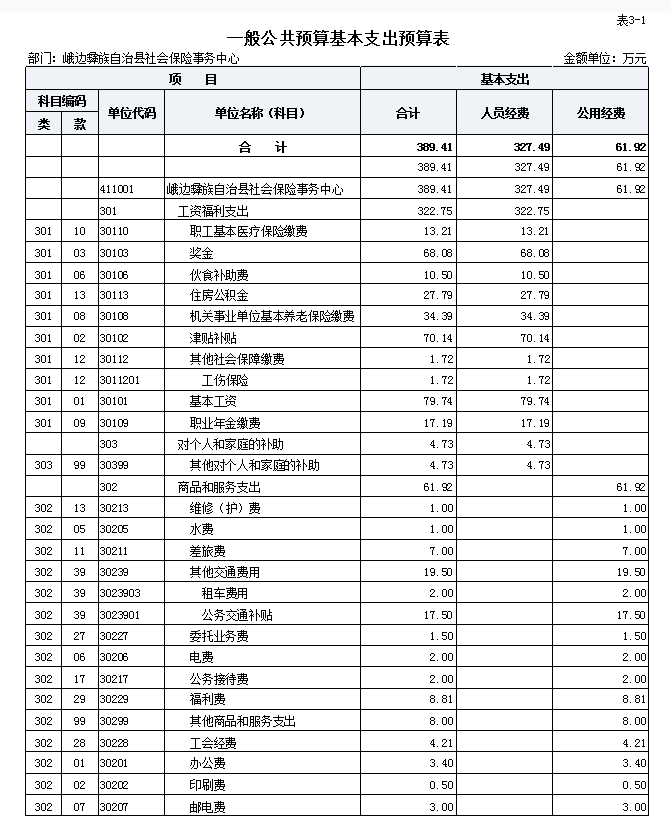 表3-1
一般公共预算基本支出预算表
部门：峨边彝族自治县社会保险事务中心 金额单位：万元
项 目 基本支出
科目编码 单位代码 单位名称（科目） 合计 人员经费 公用经费
类 款
合 计 389.41 327.49 61.92
389.41 327.49 61.92
411001 峨边彝族自治县社会保险事务中心 389.41 327.49 61.92
301 工资福利支出 322.75 322.75
301 10 30110 职工基本医疗保险缴费 13.21 13.21
301 03 30103 奖金 68.08 68.08
301 06 30106 伙食补助费 10.50 10.50
301 13 30113 住房公积金 27.79 27.79
301 08 30108 机关事业单位基本养老保险缴费 34.39 34.39
301 02 30102 津贴补贴 70.14 70.14
301 12 30112 其他社会保障缴费 1.72 1.72
301 12 3011201 工伤保险 1.72 1.72
301 01 30101 基本工资 79.74 79.74
301 09 30109 职业年金缴费 17.19 17.19
303 对个人和家庭的补助 4.73 4.73
303 99 30399 其他对个人和家庭的补助 4.73 4.73
302 商品和服务支出 61.92 61.92
302 13 30213 维修（护）费 1.00 1.00
302 05 30205 水费 1.00 1.00
302 11 30211 差旅费 7.00 7.00
302 39 30239 其他交通费用 19.50 19.50
302 39 3023903 租车费用 2.00 2.00
302 39 3023901 公务交通补贴 17.50 17.50
302 27 30227 委托业务费 1.50 1.50
302 06 30206 电费 2.00 2.00
302 17 30217 公务接待费 2.00 2.00
302 29 30229 福利费 8.81 8.81
302 99 30299 其他商品和服务支出 8.00 8.00
302 28 30228 工会经费 4.21 4.21
302 01 30201 办公费 3.40 3.40
302 02 30202 印刷费 0.50 0.50
302 07 30207 邮电费 3.00 3.00